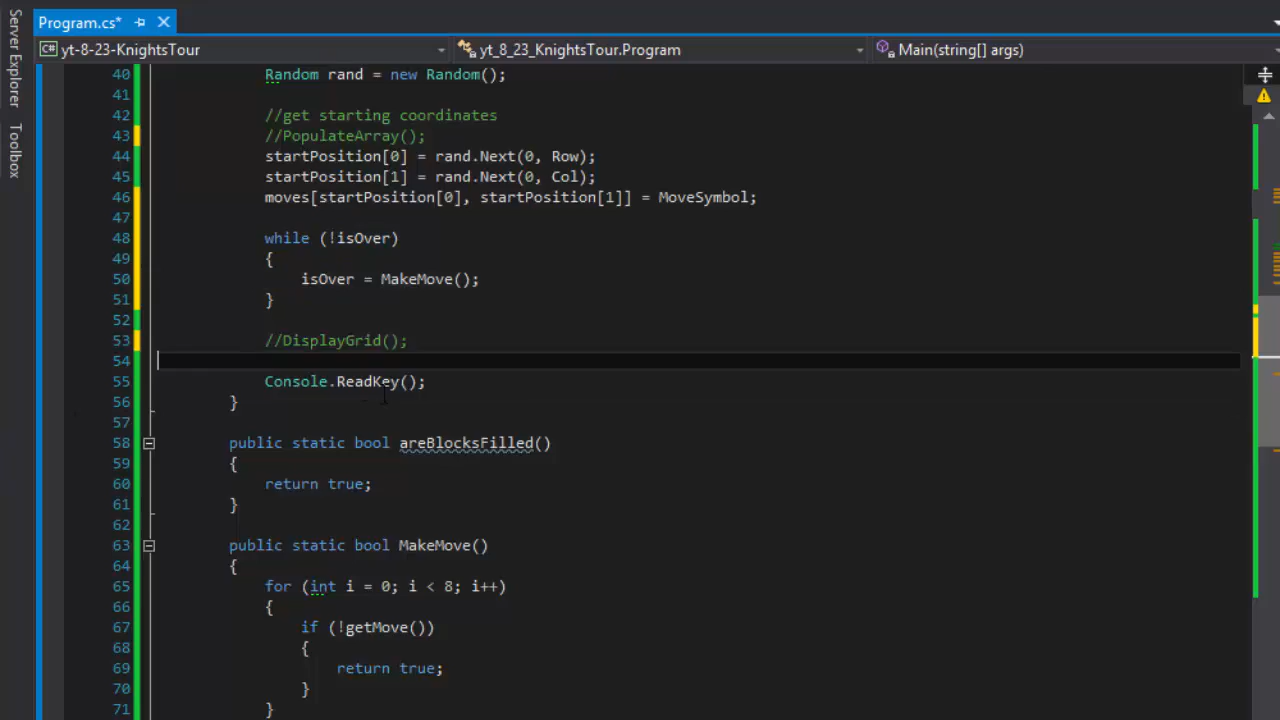 Program.cs*
Server Explorer
Toolbox
C# yt-8-23-KnightsTour
yt_8_23_KnightsTour.Program
Main(string[] args)
40 Random rand = new Random();
41
42 //get starting coordinates
43 //PopulateArray();
44 startPosition[0] = rand.Next(0, Row);
45 startPosition[1] = rand.Next(0, Col);
46 moves[startPosition[0], startPosition[1]] = MoveSymbol;
47
48 while (!isOver)
49 {
50 isOver = MakeMove();
51 }
52
53 //DisplayGrid();
54
55 Console.ReadKey();
56 }
57
58 public static bool areBlocksFilled()
59 {
60 return true;
61 }
62
63 public static bool MakeMove()
64 {
65 for (int i = 0; i < 8; i++)
66 {
67 if (!getMove())
68 {
69 return true;
70 }
71 }